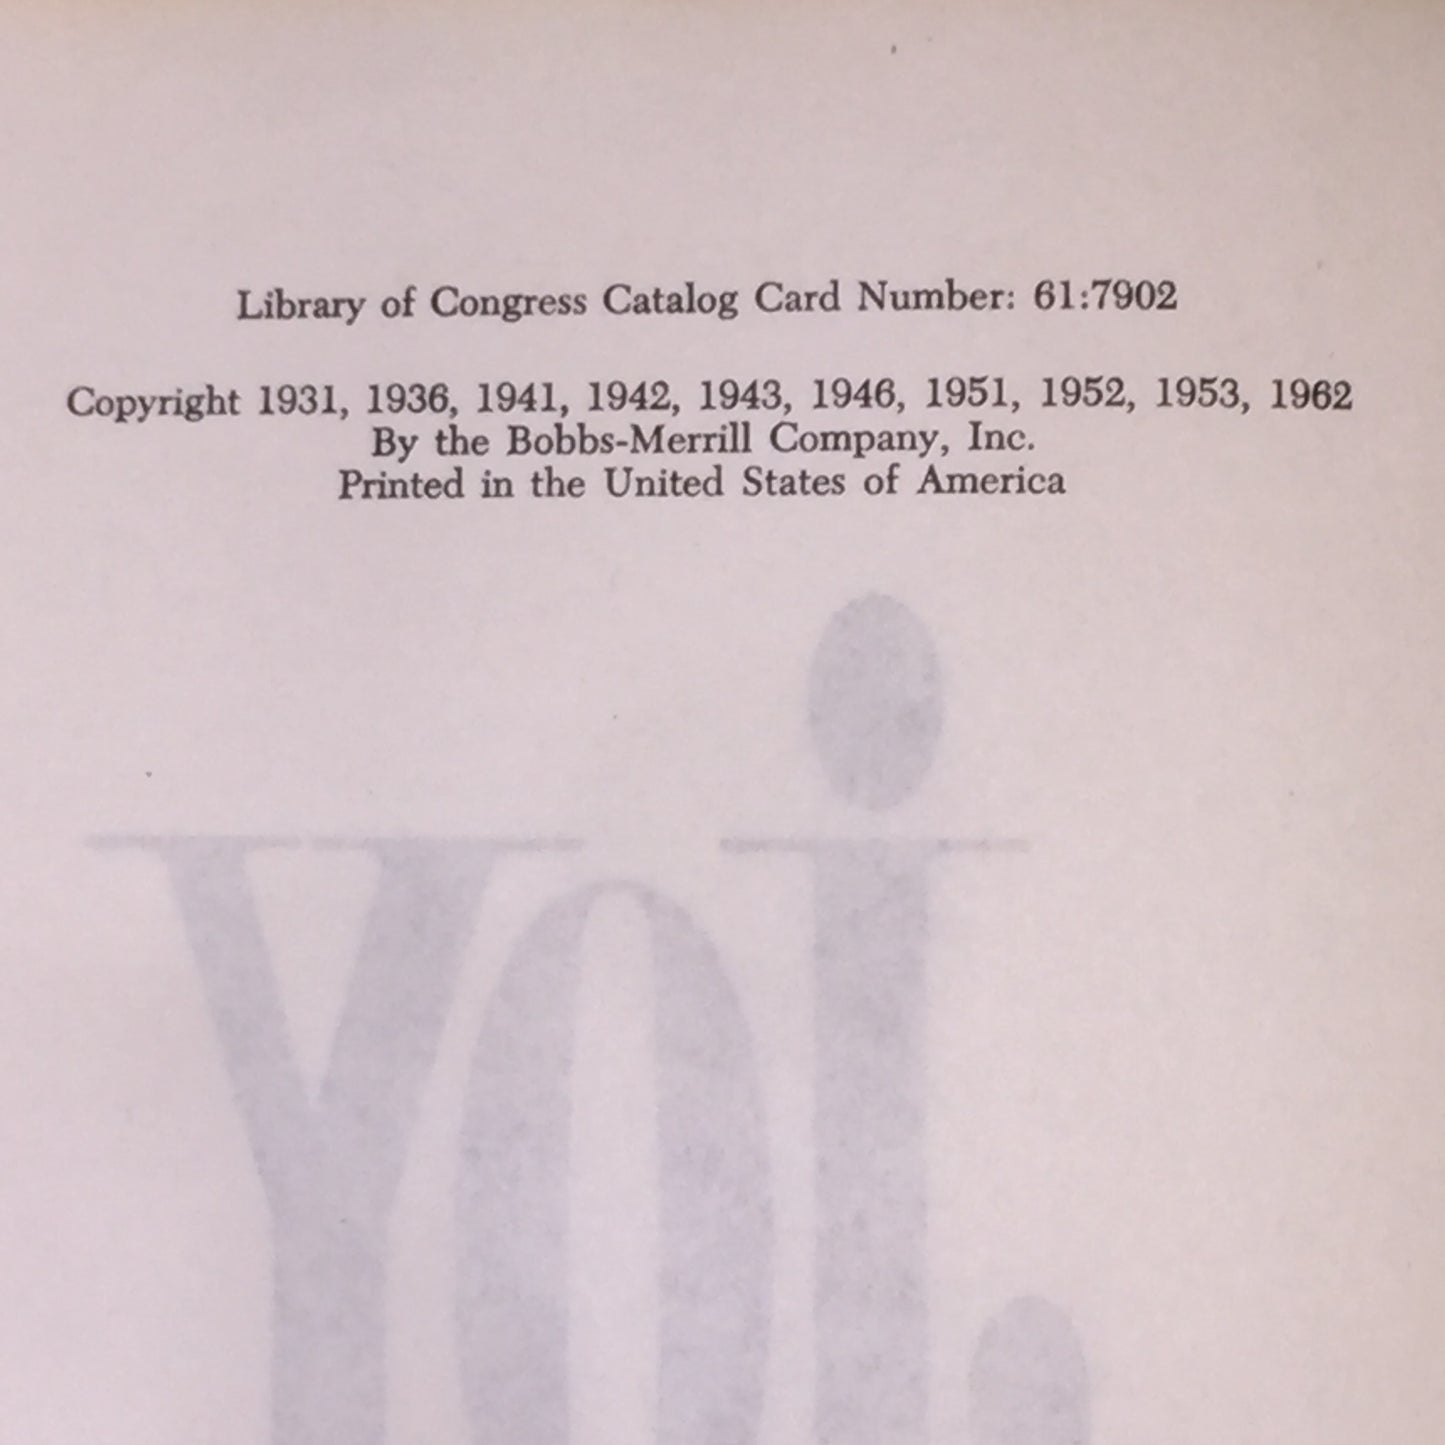 Library of Congress Catalog Card Number: 61:7902
Copyright 1931, 1936, 1941, 1942, 1943, 1946, 1951, 1952, 1953, 1962
By the Bobbs-Merrill Company, Inc.
Printed in the United States of America